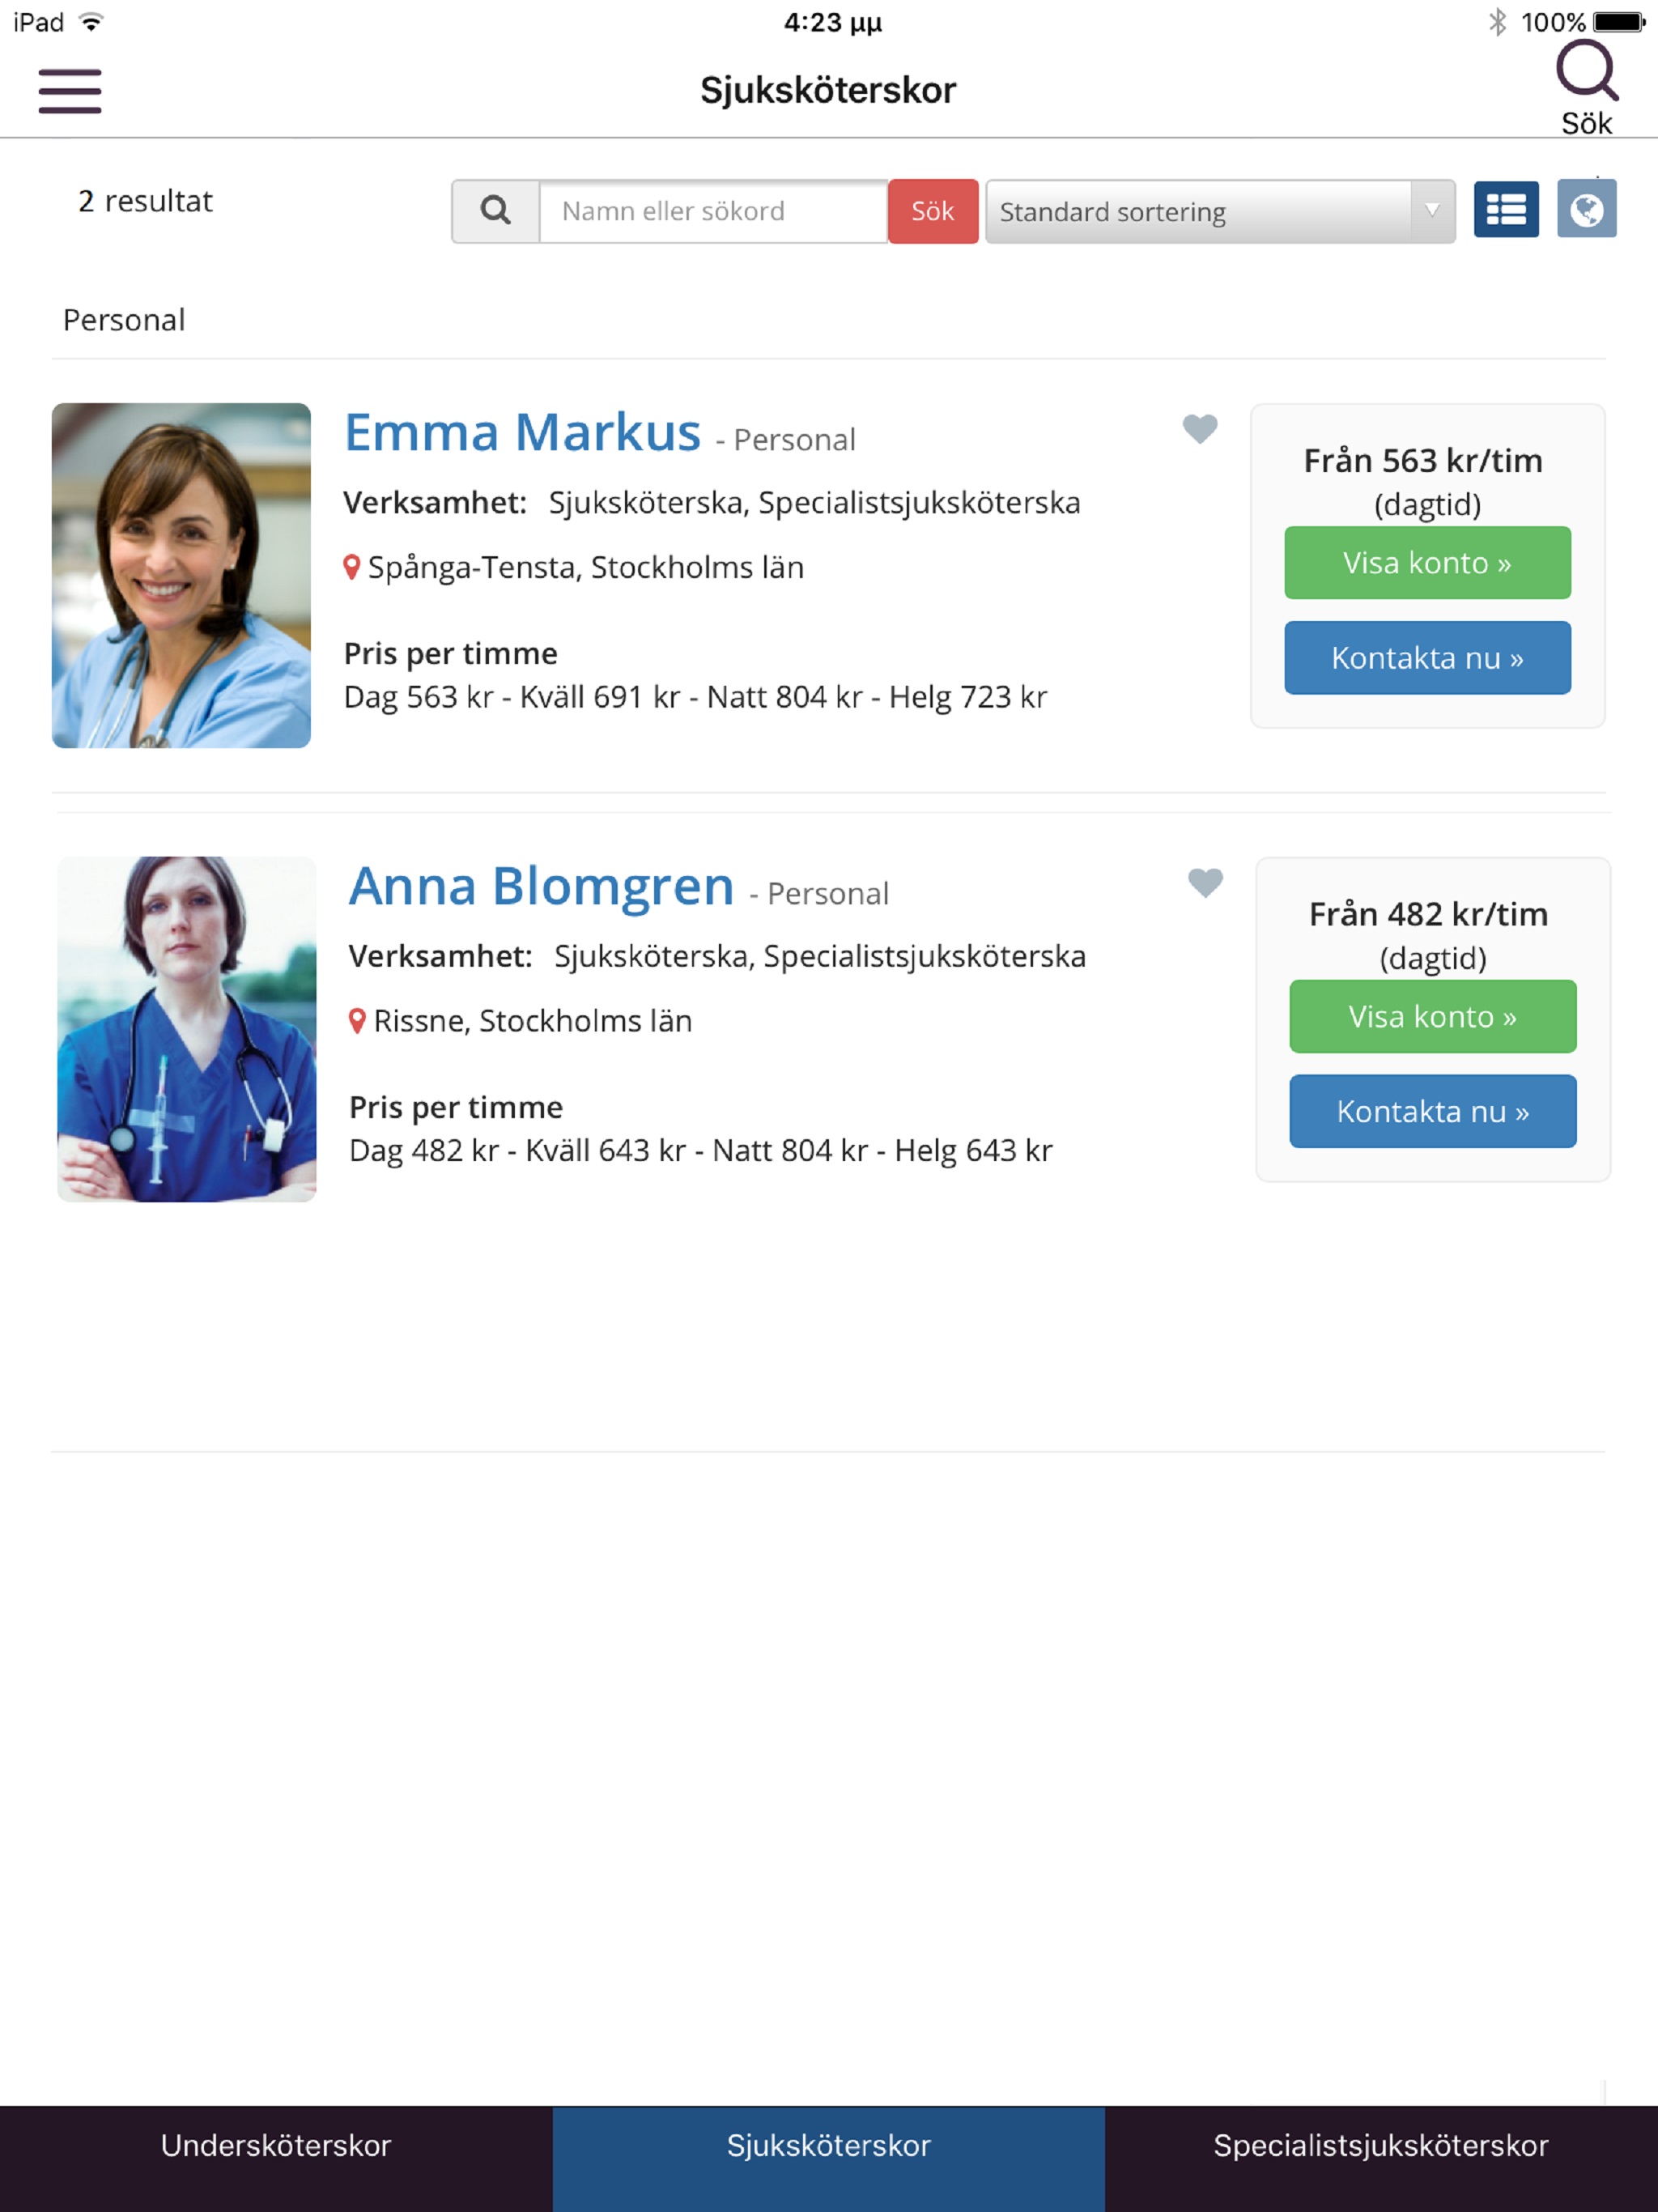 iPad 4:23 μμ 100%
Sjuksköterskor
Sök
2 resultat
Namn eller sökord Sök Standard sortering
Personal
Emma Markus - Personal
Verksamhet: Sjuksköterska, Specialistsjuksköterska
Spånga-Tensta, Stockholms län
Pris per timme
Dag 563 kr - Kväll 691 kr - Natt 804 kr - Helg 723 kr
Från 563 kr/tim
(dagtid)
Visa konto »
Kontakta nu »
Anna Blomgren - Personal
Verksamhet: Sjuksköterska, Specialistsjuksköterska
Rissne, Stockholms län
Pris per timme
Dag 482 kr - Kväll 643 kr - Natt 804 kr - Helg 643 kr
Från 482 kr/tim
(dagtid)
Visa konto »
Kontakta nu »
Undersköterskor Sjuksköterskor Specialistsjuksköterskor